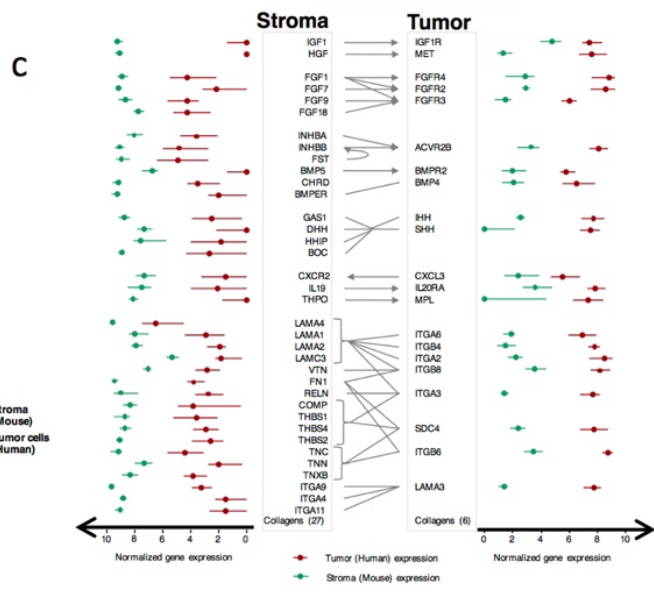 Stroma Tumor
C
IGF1 IGF1R
HGF MET
FGF1 FGFR4
FGF7 FGFR2
FGF9 FGFR3
FGF18
INHBA
INHBB ACVR2B
FST
BMP5 BMPR2
CHRD BMP4
BMPER
GAS1 IHH
DHH SHH
HHIP
BOC
CXCR2 CXCL3
IL19 IL20RA
THPO MPL
LAMA4
LAMA1 ITGA6
LAMA2 ITGB4
LAMC3 ITGA2
VTN ITGB8
FN1
RELN ITGA3
COMP
THBS1
THBS4 SDC4
THBS2
TNC ITGB6
TNN
TNXB
ITGA9 LAMA3
ITGA4
ITGA11
Collagens (27) Collagens (6)
troma
Mouse)
umor cells
Human)
10 8 6 4 2 0 0 2 4 6 8 10
Normalized gene expression Normalized gene expression
Tumor (Human) expression
Stroma (Mouse) expression